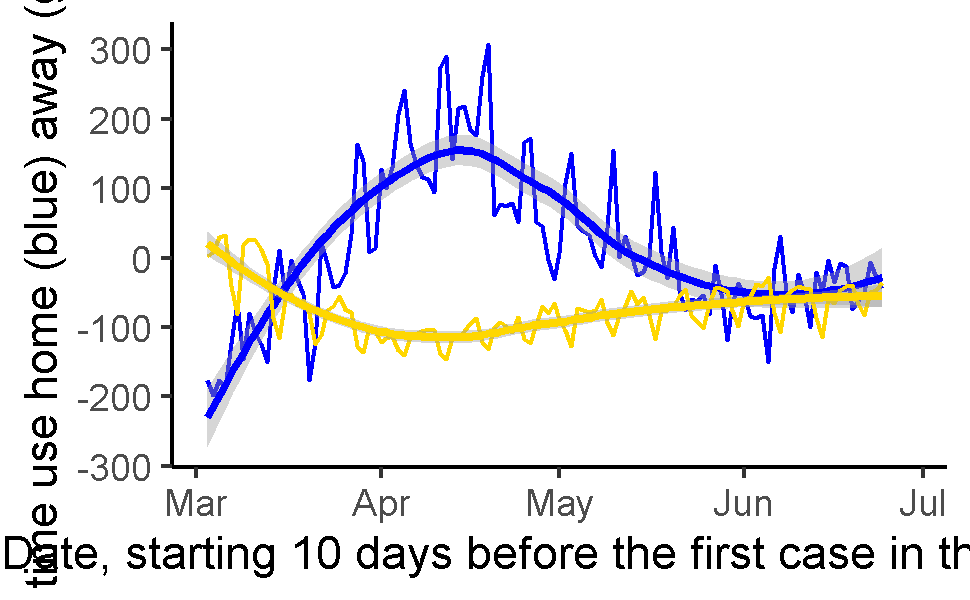 time use home (blue) away (
300
200
100
0
-100
-200
-300
Mar Apr May Jun Jul
Date, starting 10 days before the first case in th